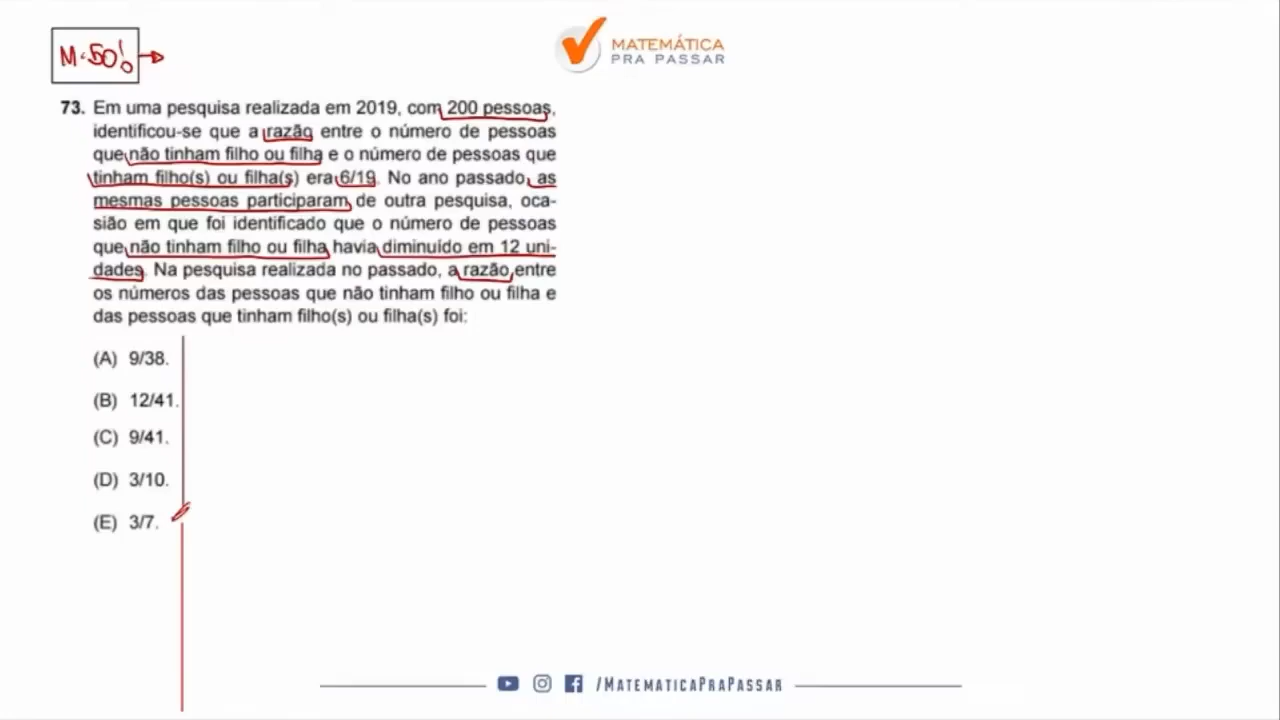 M.50!
MATEMÁTICA
PRA PASSAR
73. Em uma pesquisa realizada em 2019, com 200 pessoas,
identificou-se que a razão entre o número de pessoas
que não tinham filho ou filha e o número de pessoas que
tinham filho(s) ou filha(s) era 6/19. No ano passado, as
mesmas pessoas participaram de outra pesquisa, oca-
sião em que foi identificado que o número de pessoas
que não tinham filho ou filha havia diminuído em 12 uni-
dades. Na pesquisa realizada no passado, a razão entre
os números das pessoas que não tinham filho ou filha e
das pessoas que tinham filho(s) ou filha(s) foi:
(A) 9/38.
(B) 12/41.
(C) 9/41.
(D) 3/10.
(E) 3/7.
/MATEMATICAPRAPASSAR